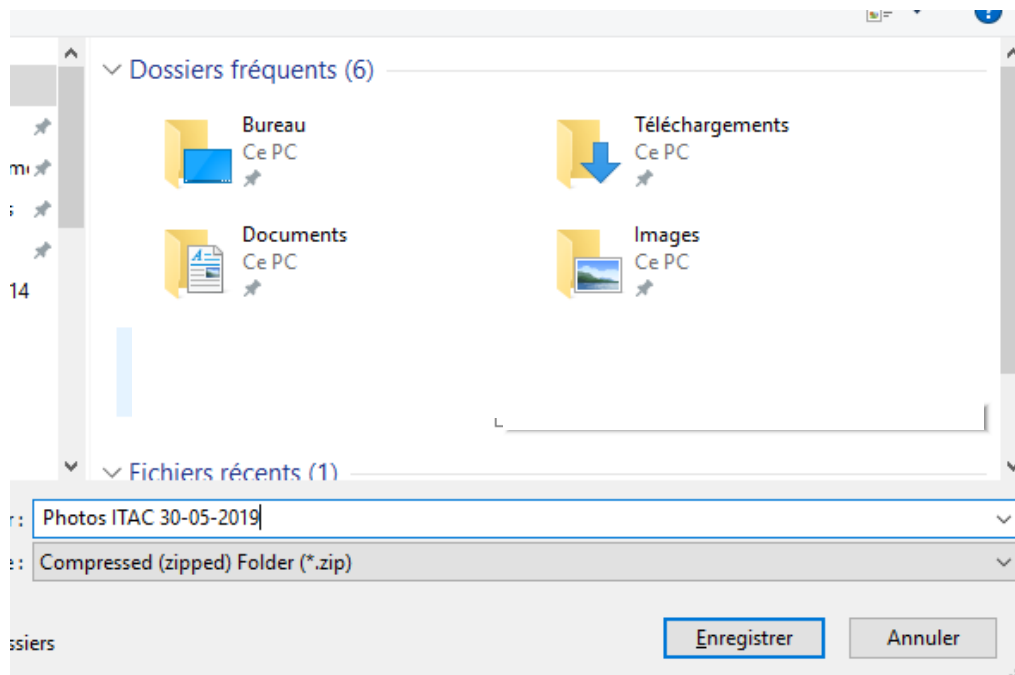 Dossiers fréquents (6)
Bureau
Ce PC
Téléchargements
Ce PC
Documents
Ce PC
Images
Ce PC
14
Fichiers récents (1)
r : Photos ITAC 30-05-2019
e : Compressed (zipped) Folder (*.zip)
ssiers
Enregistrer
Annuler